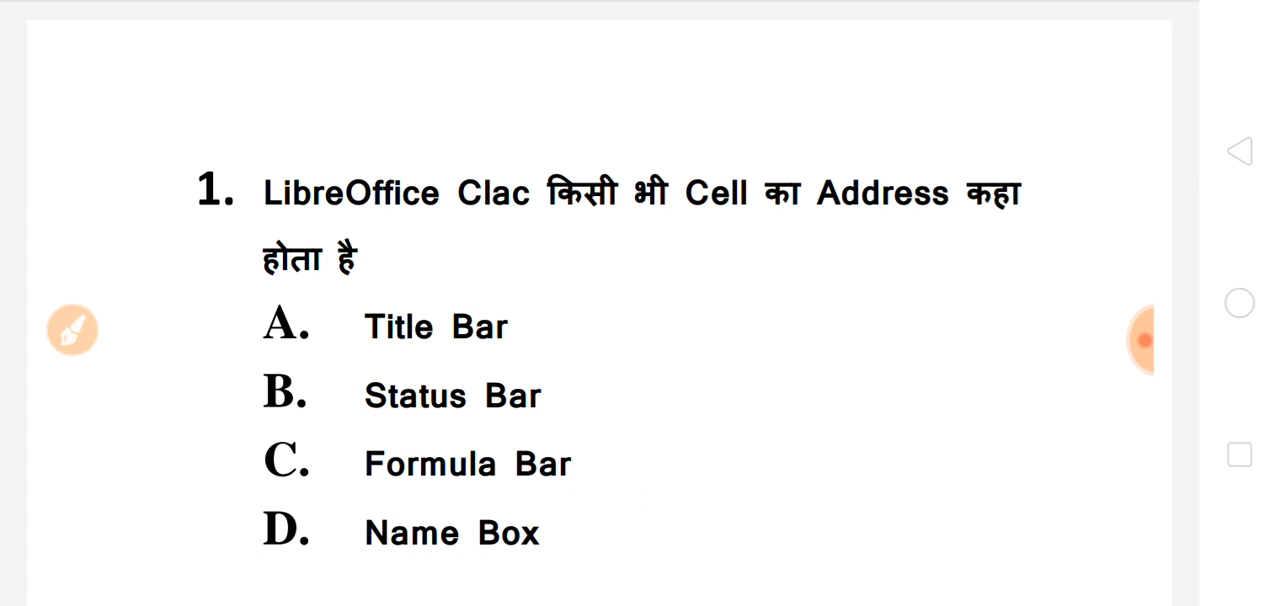 1. LibreOffice Clac किसी भी Cell का Address कहा
होता है
A. Title Bar
B. Status Bar
C. Formula Bar
D. Name Box